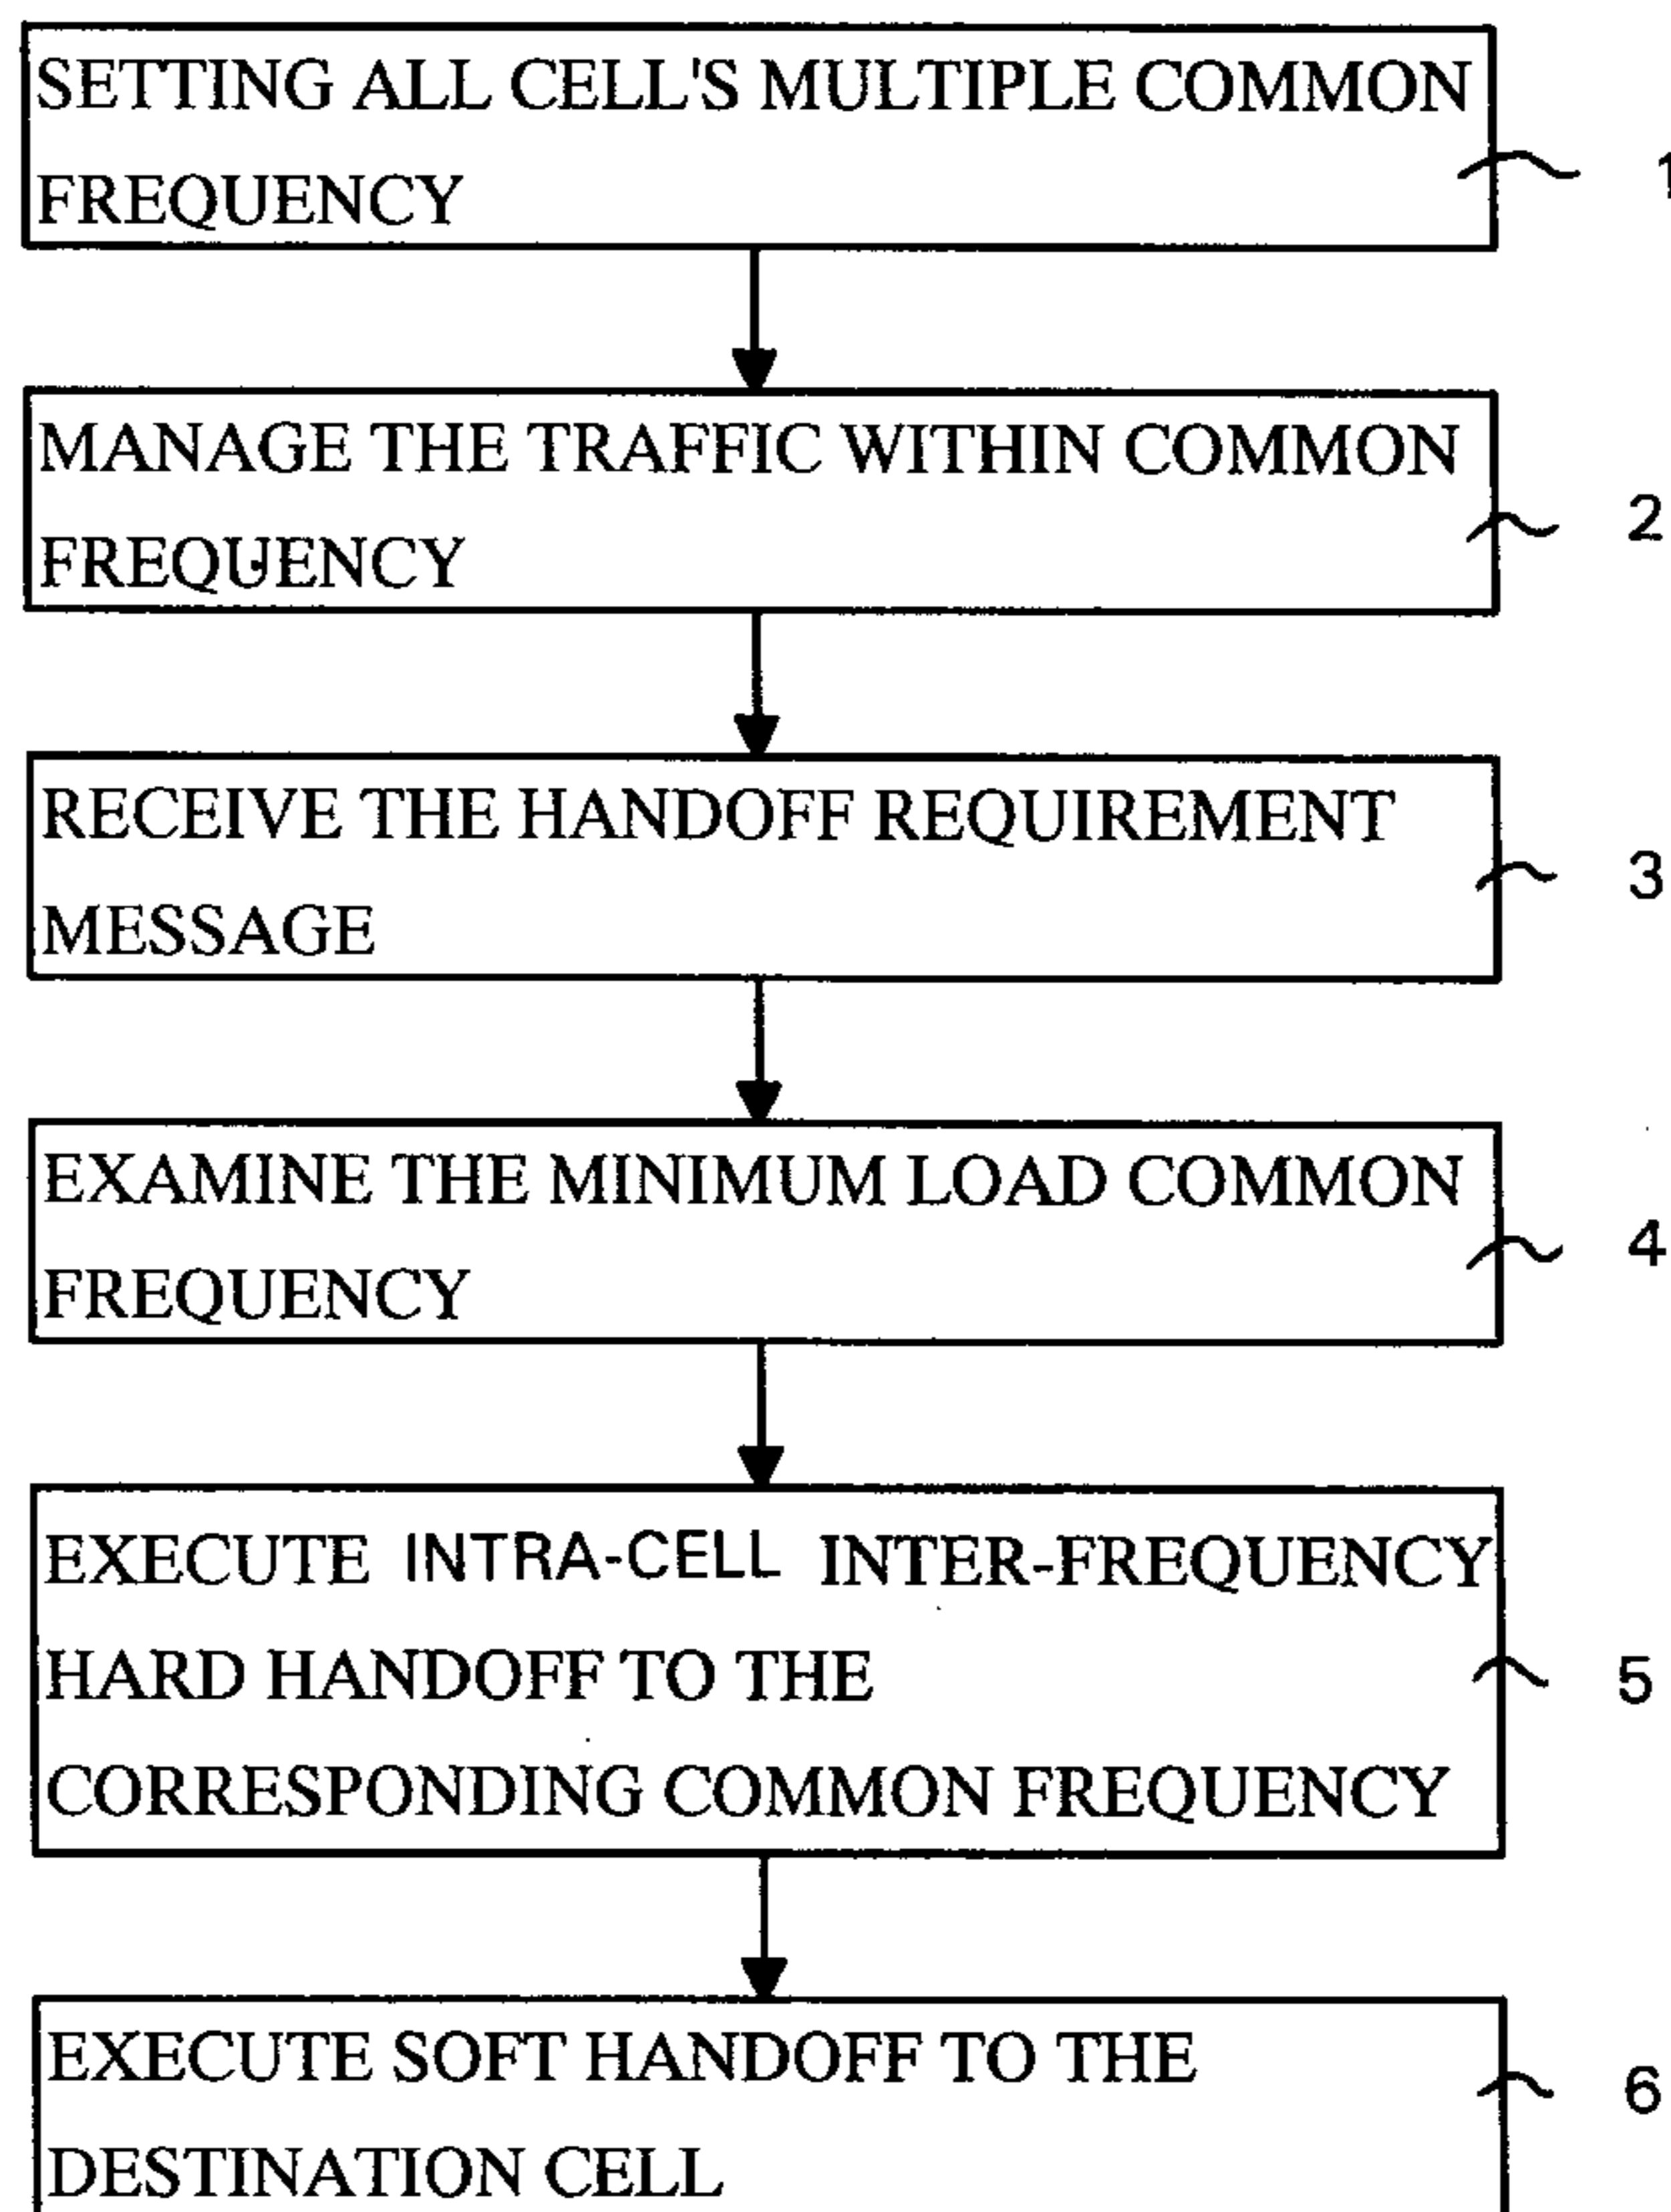 SETTING ALL CELL'S MULTIPLE COMMON
FREQUENCY
1
MANAGE THE TRAFFIC WITHIN COMMON
FREQUENCY
2
RECEIVE THE HANDOFF REQUIREMENT
MESSAGE
3
EXAMINE THE MINIMUM LOAD COMMON
FREQUENCY
4
EXECUTE INTRA-CELL INTER-FREQUENCY
HARD HANDOFF TO THE
CORRESPONDING COMMON FREQUENCY
5
EXECUTE SOFT HANDOFF TO THE
DESTINATION CELL
6